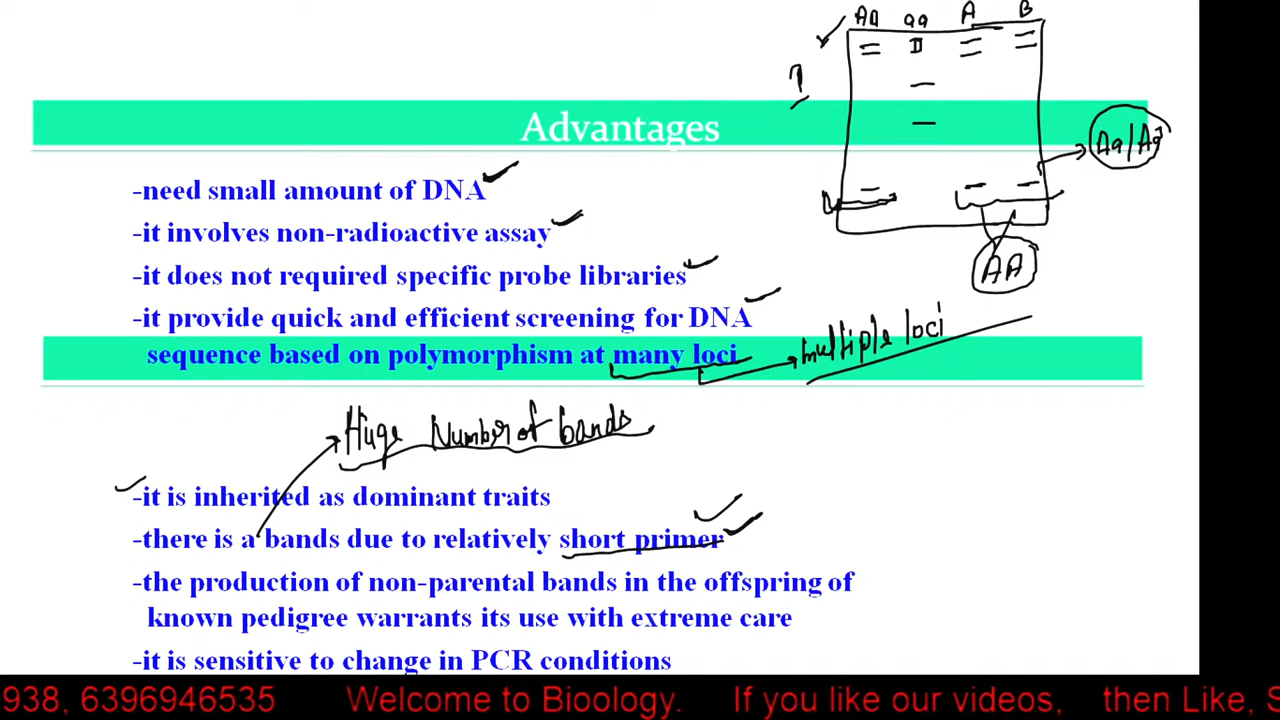 AA aa A B
Advantages
Aa/Aa
-need small amount of DNA
-it involves non-radioactive assay
AA
-it does not required specific probe libraries
-it provide quick and efficient screening for DNA
multiple loci
sequence based on polymorphism at many loci
Huge Number of bands
-it is inherited as dominant traits
-there is a bands due to relatively short primer
-the production of non-parental bands in the offspring of
known pedigree warrants its use with extreme care
-it is sensitive to change in PCR conditions
938, 6396946535 Welcome to Bioology. If you like our videos, then Like, S